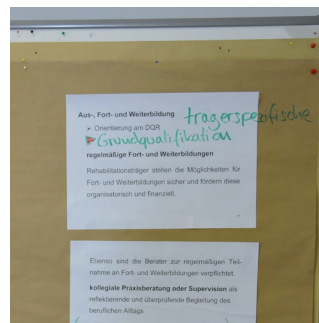 Aus-, Fort- und Weiterbildung trägerspezifische
➢ Orientierung am DQR
➢ Grundqualifikation
regelmäßige Fort- und Weiterbildungen
Rehabilitationsträger stellen die Möglichkeiten für
Fort- und Weiterbildungen sicher und fördern diese
organisatorisch und finanziell.
Ebenso sind die Berater zur regelmäßigen Teil-
nahme an Fort- und Weiterbildungen verpflichtet.
kollegiale Praxisberatung oder Supervision als
reflektierende und überprüfende Begleitung des
beruflichen Alltags